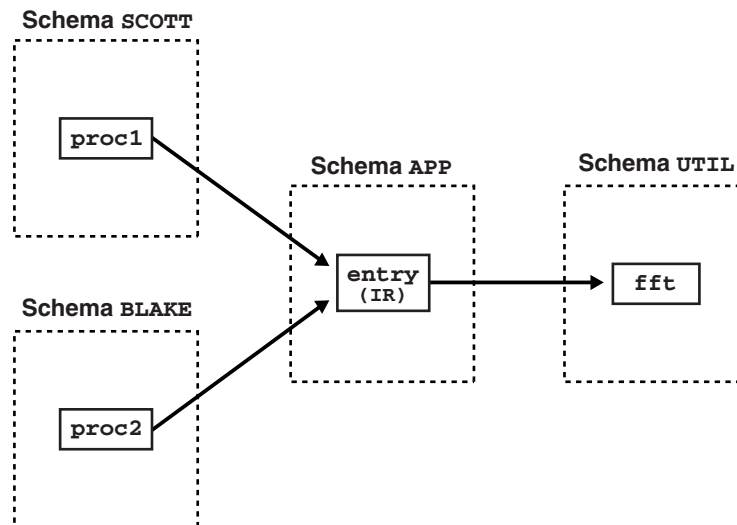 Schema SCOTT
proc1
Schema APP
Schema UTIL
entry
(IR)
fft
Schema BLAKE
proc2